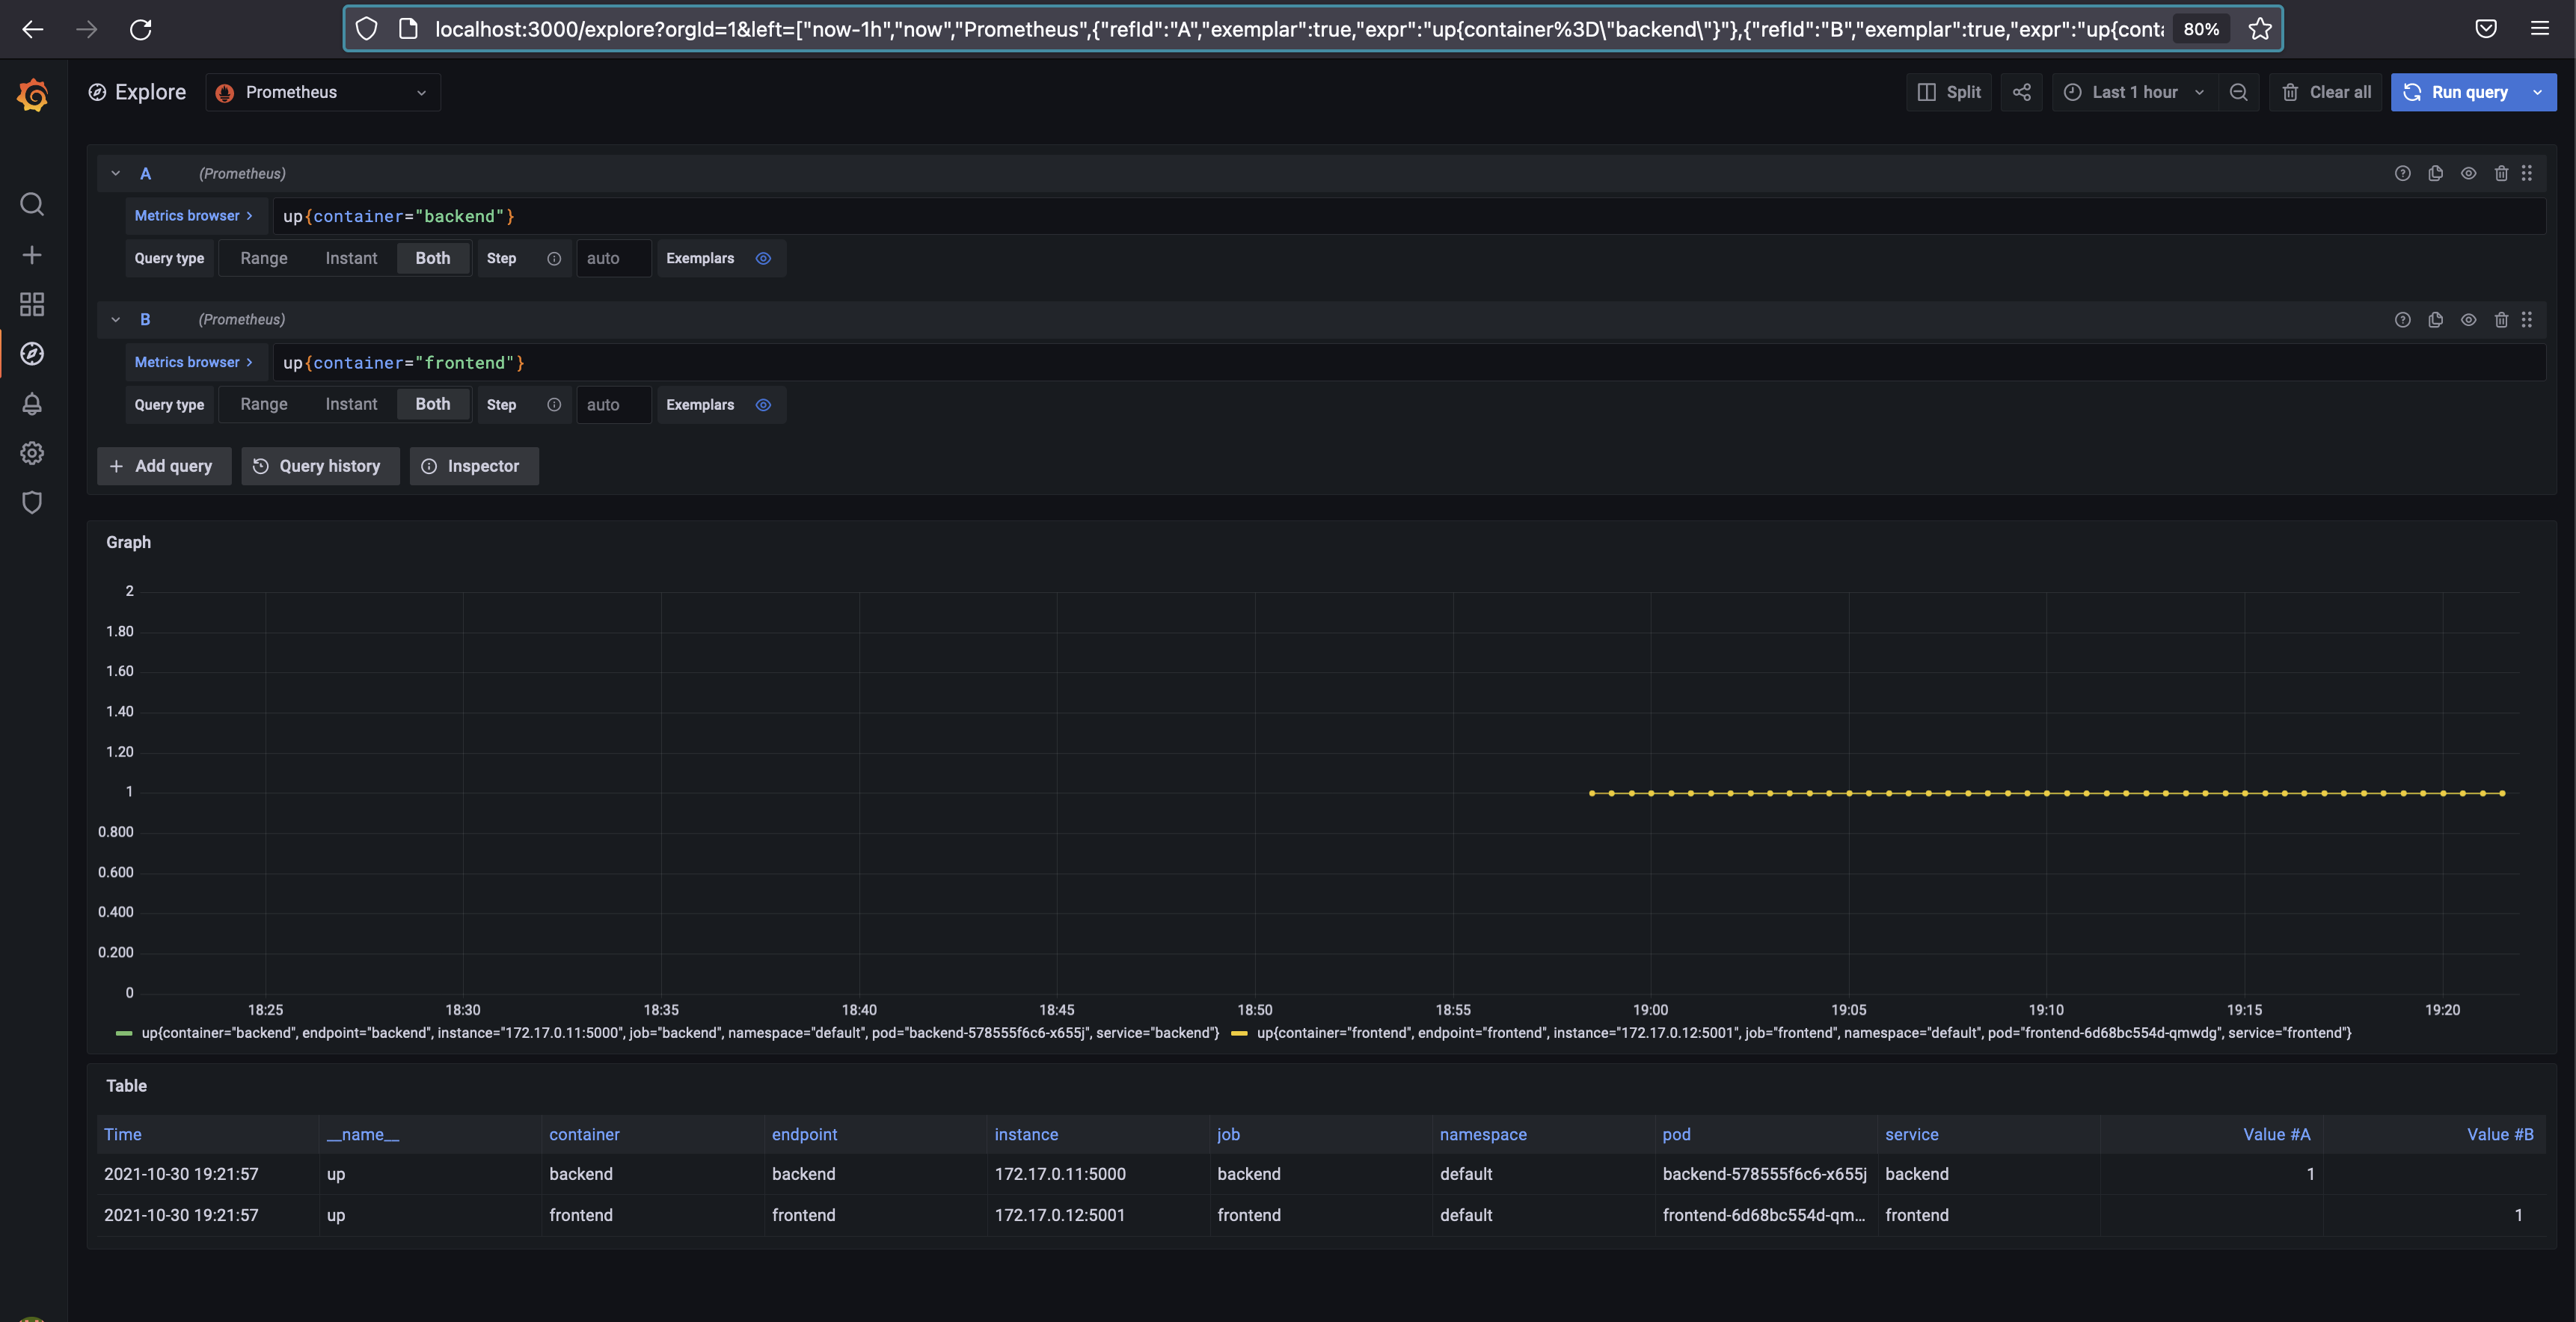 localhost:3000/explore?orgId=1&left=["now-1h","now","Prometheus",{"refId":"A","exemplar":true,"expr":"up{container%3D\"backend\"}"},{"refId":"B","exemplar":true,"expr":"up{conta 80%
Explore Prometheus Split Last 1 hour Clear all Run query
A (Prometheus)
Metrics browser > up{container="backend"}
Query type Range Instant Both Step auto Exemplars
B (Prometheus)
Metrics browser > up{container="frontend"}
Query type Range Instant Both Step auto Exemplars
+ Add query Query history Inspector
Graph
2
1.80
1.60
1.40
1.20
1
0.800
0.600
0.400
0.200
0
18:25 18:30 18:35 18:40 18:45 18:50 18:55 19:00 19:05 19:10 19:15 19:20
up{container="backend", endpoint="backend", instance="172.17.0.11:5000", job="backend", namespace="default", pod="backend-578555f6c6-x655j", service="backend"} up{container="frontend", endpoint="frontend", instance="172.17.0.12:5001", job="frontend", namespace="default", pod="frontend-6d68bc554d-qmwdg", service="frontend"}
Table
Time __name__ container endpoint instance job namespace pod service Value #A Value #B
2021-10-30 19:21:57 up backend backend 172.17.0.11:5000 backend default backend-578555f6c6-x655j backend 1
2021-10-30 19:21:57 up frontend frontend 172.17.0.12:5001 frontend default frontend-6d68bc554d-qm... frontend 1